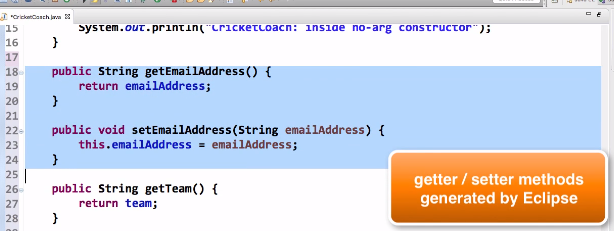 *CricketCoach.java
15 System.out.println("CricketCoach: inside no-arg constructor");
16 }
17
18 public String getEmailAddress() {
19 return emailAddress;
20 }
21
22 public void setEmailAddress(String emailAddress) {
23 this.emailAddress = emailAddress;
24 }
25
26 public String getTeam() {
27 return team;
28 }
getter / setter methods
generated by Eclipse